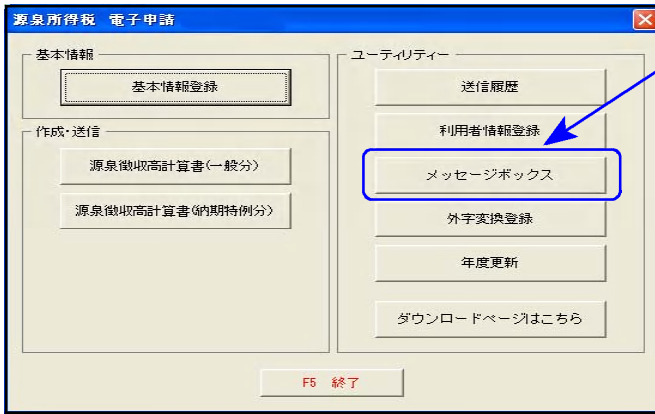 源泉所得税 電子申請
基本情報
基本情報登録
作成・送信
源泉徴収高計算書(一般分)
源泉徴収高計算書(納期特例分)
ユーティリティー
送信履歴
利用者情報登録
メッセージボックス
外字変換登録
年度更新
ダウンロードページはこちら
F5 終了